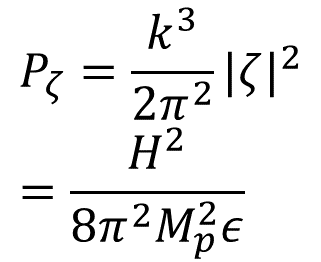 P_ζ = \frac{k^3}{2π^2} |ζ|^2
= \frac{H^2}{8π^2 M_p^2 ϵ}